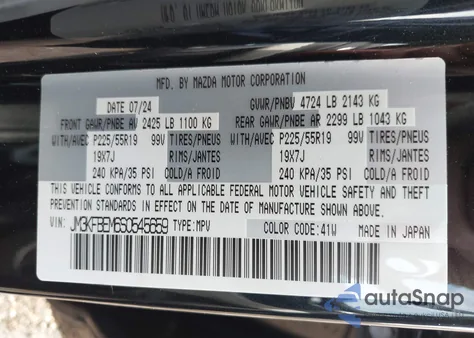 MFD. BY MAZDA MOTOR CORPORATION
DATE 07/24 GVWR/PNBV 4724 LB 2143 KG
FRONT GAWR/PNBE AV 2425 LB 1100 KG REAR GAWR/PNBE AR 2299 LB 1043 KG
WITH/AVEC P225/55R19 99V TIRES/PNEUS WITH/AVEC P225/55R19 99V TIRES/PNEUS
19X7J RIMS/JANTES 19X7J RIMS/JANTES
240 KPA/35 PSI COLD/A FROID 240 KPA/35 PSI COLD/A FROID
THIS VEHICLE CONFORMS TO ALL APPLICABLE FEDERAL MOTOR VEHICLE SAFETY AND THEFT
PREVENTION STANDARDS IN EFFECT ON THE DATE OF MANUFACTURE SHOWN ABOVE.
JM3KFBEM6S0545659 TYPE:MPV COLOR CODE:41W MADE IN JAPAN
autoSnap